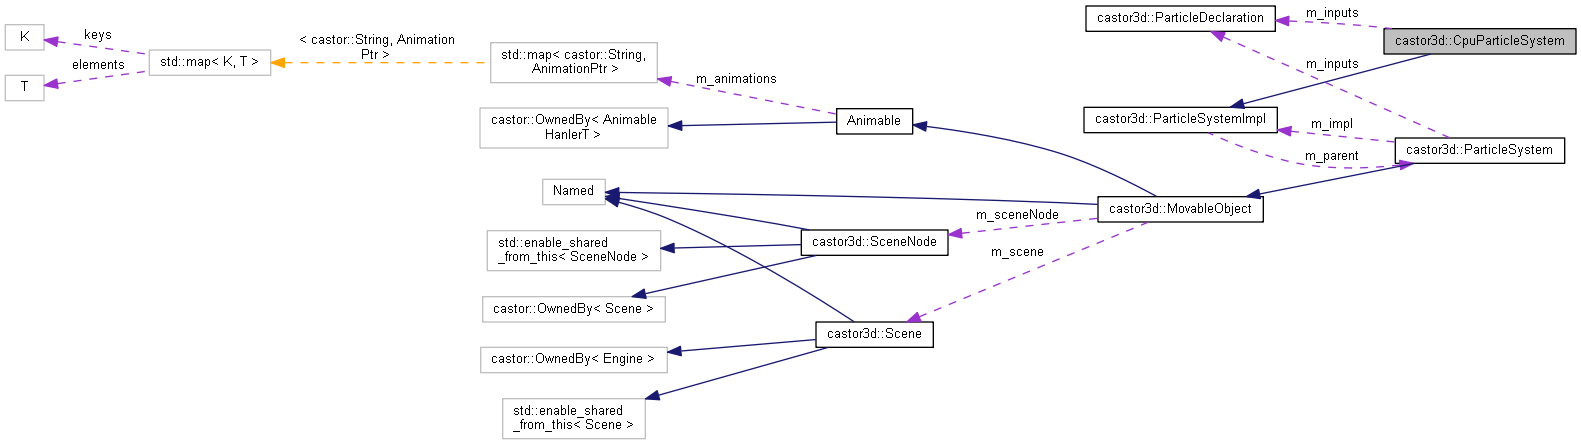 K
keys
T
elements
std::map< K, T >
< castor::String, Animation
Ptr >
std::map< castor::String,
AnimationPtr >
m_animations
castor::OwnedBy< Animable
HanlerT >
Animable
Named
std::enable_shared
_from_this< SceneNode >
castor::OwnedBy< Scene >
castor::OwnedBy< Engine >
std::enable_shared
_from_this< Scene >
castor3d::SceneNode
castor3d::Scene
m_sceneNode
m_scene
castor3d::ParticleDeclaration
m_inputs
castor3d::CpuParticleSystem
m_inputs
castor3d::ParticleSystemImpl
m_impl
m_parent
castor3d::ParticleSystem
castor3d::MovableObject